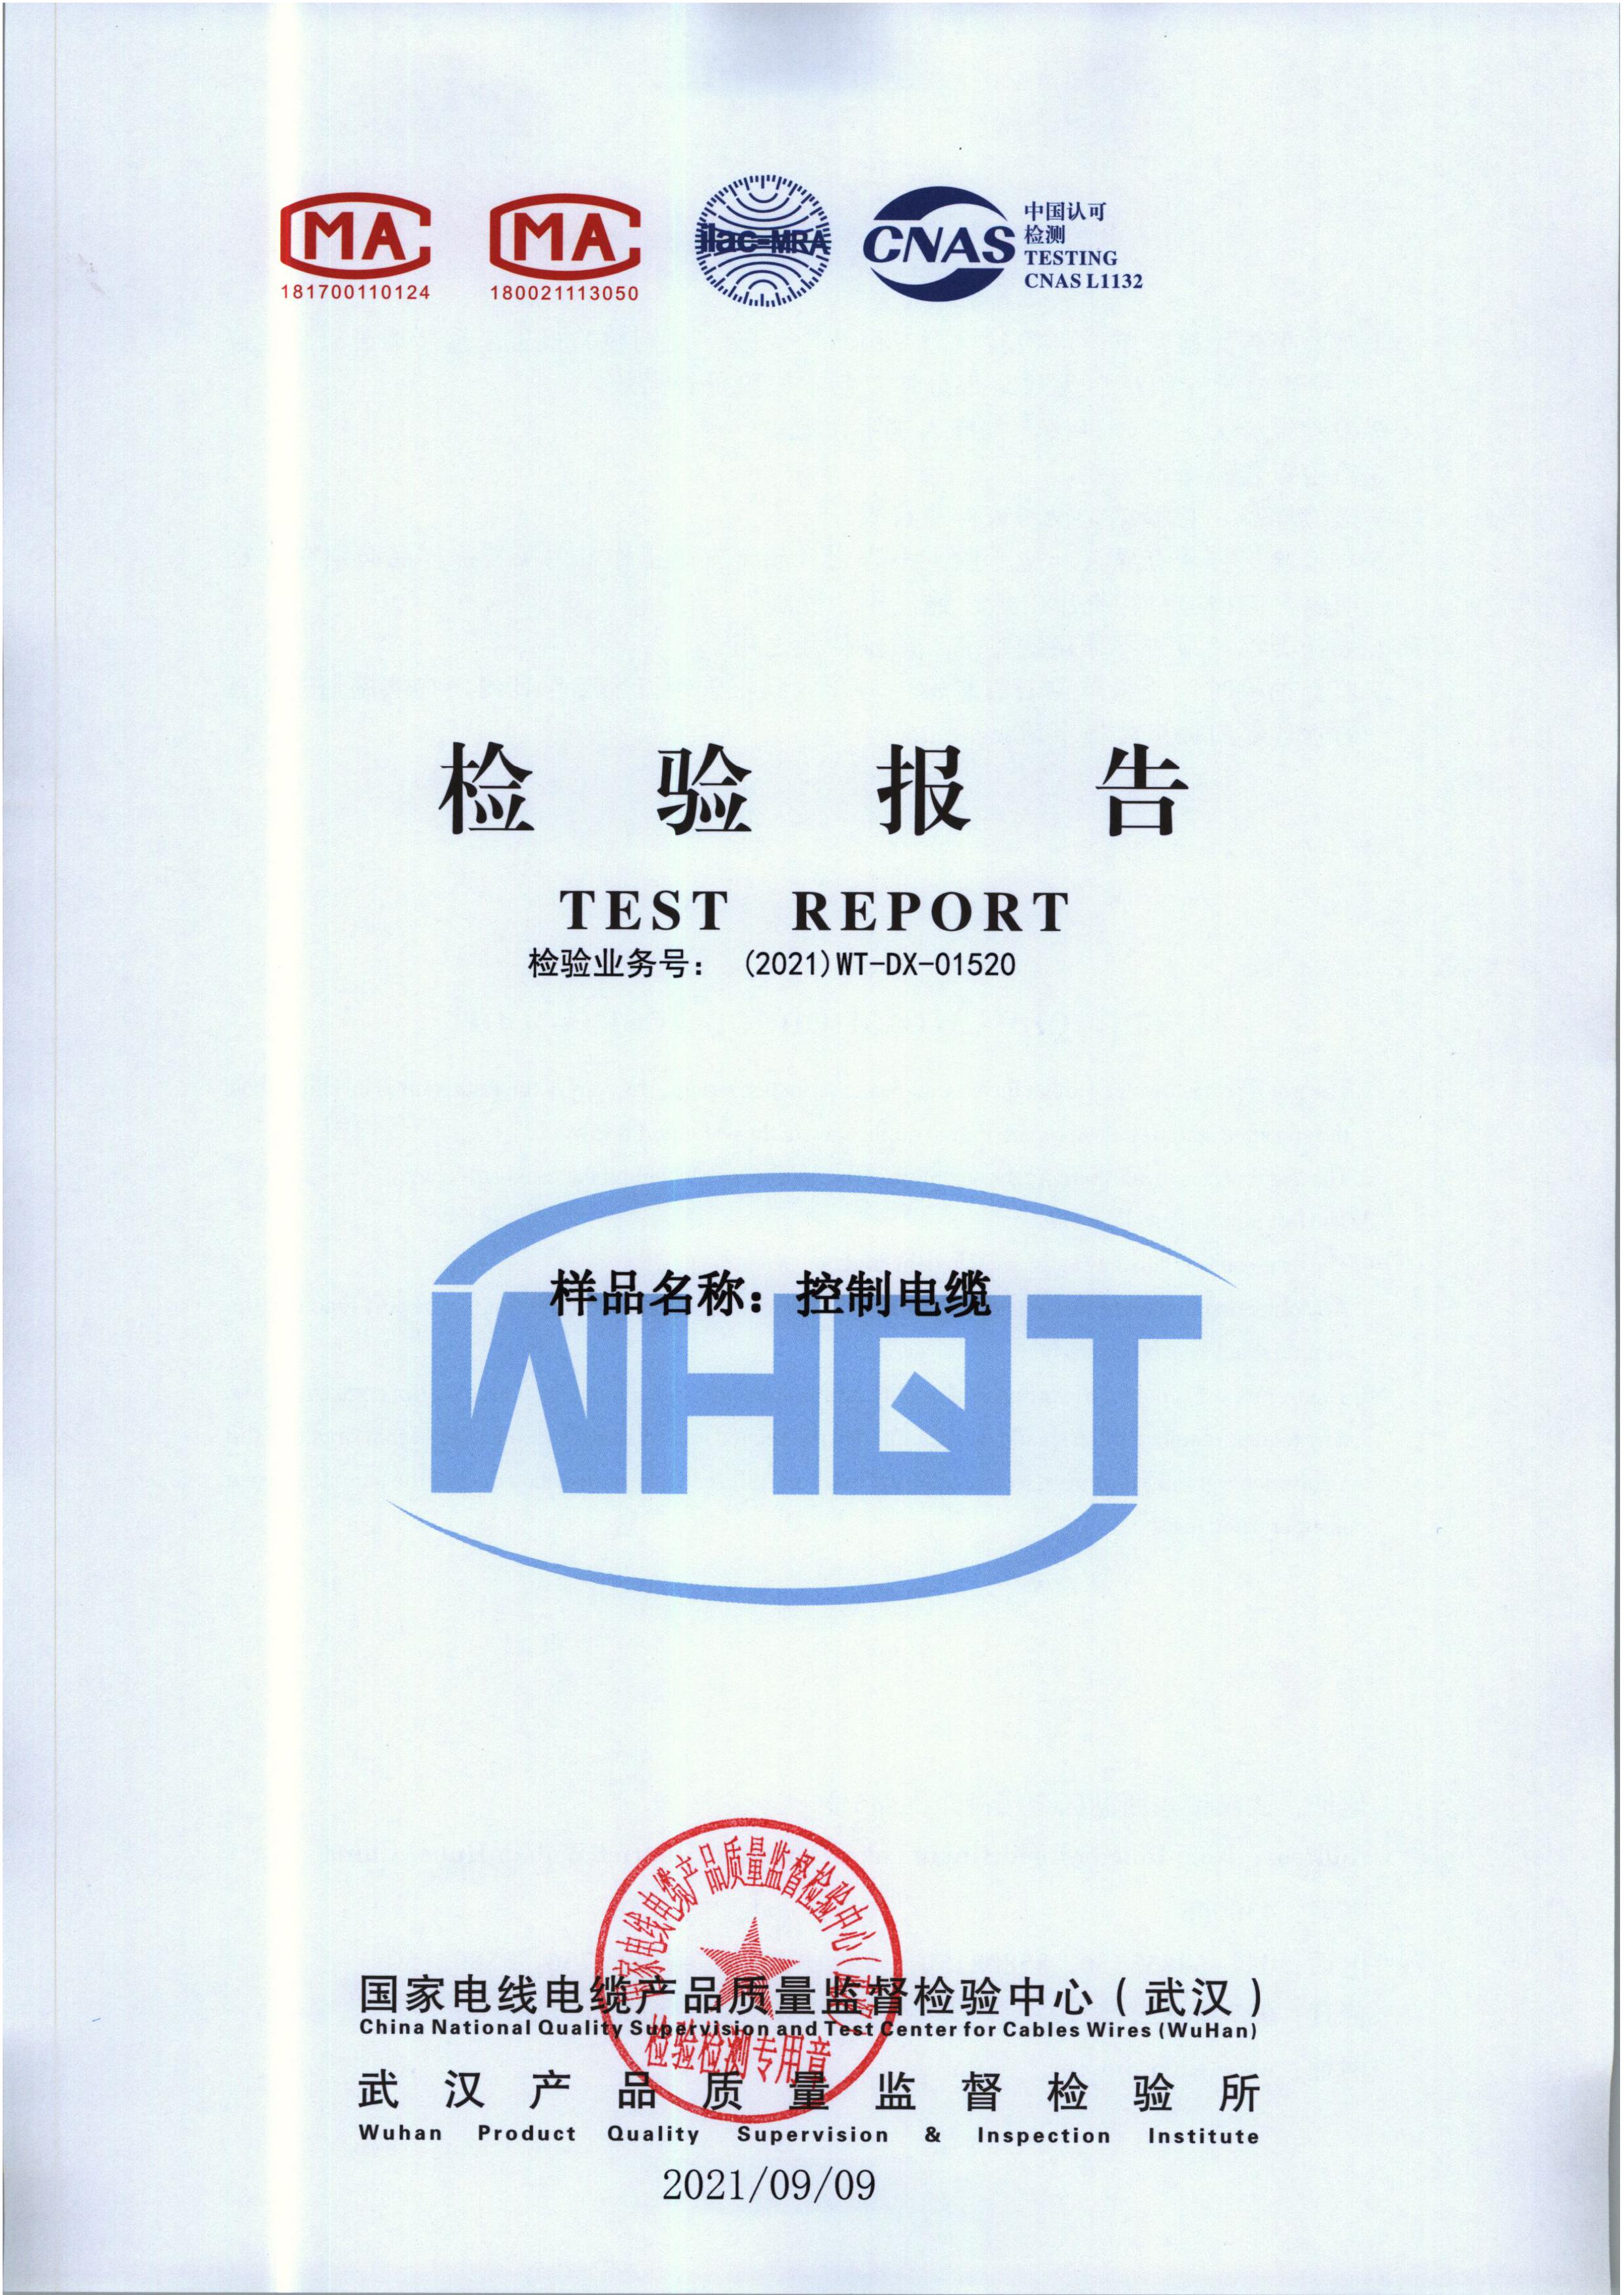 MA MA ilac-MRA CNAS
中国认可
检测
TESTING
CNAS L1132
181700110124 180021113050
检验报告
TEST REPORT
检验业务号： (2021)WT-DX-01520
样品名称：控制电缆
WHQT
国家电线电缆产品质量监督检验中心（武汉）
检验检测专用章
国家电线电缆产品质量监督检验中心（武汉）
China National Quality Supervision and Test Center for Cables Wires (WuHan)
武汉产品质量监督检验所
Wuhan Product Quality Supervision & Inspection Institute
2021/09/09